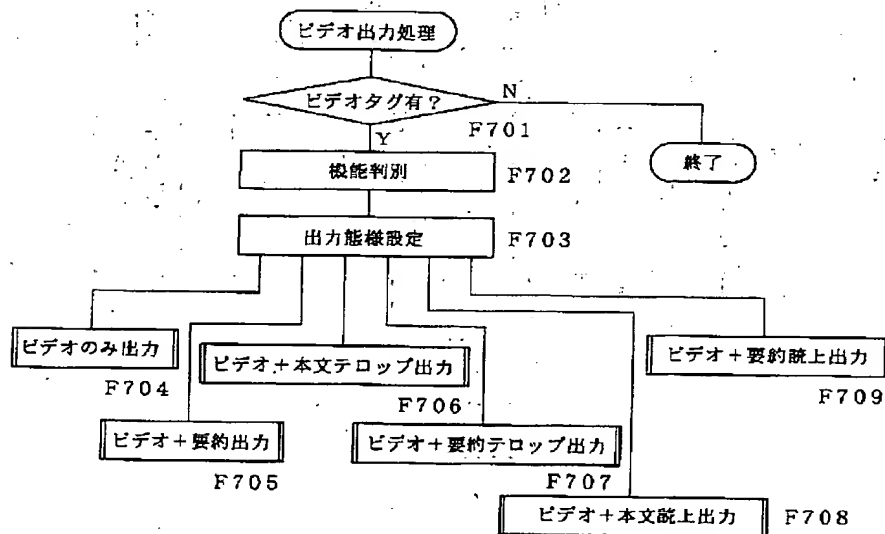 ビデオ出力処理
ビデオタグ有？
N
F701
Y
終了
機能判別
F702
出力態様設定
F703
ビデオのみ出力
F704
ビデオ＋本文テロップ出力
F706
ビデオ＋要約読上出力
F709
ビデオ＋要約出力
F705
ビデオ＋要約テロップ出力
F707
ビデオ＋本文読上出力
F708